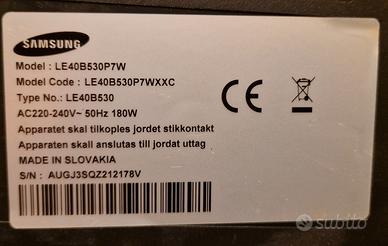 SAMSUNG
Model : LE40B530P7W
Model Code : LE40B530P7WXXC
Type No.: LE40B530
AC220-240V~ 50Hz 180W
Apparatet skal tilkoples jordet stikkontakt
Apparaten skall anslutas till jordat uttag
MADE IN SLOVAKIA
S/N : AUGJ3SQZ212178V
CE
subito